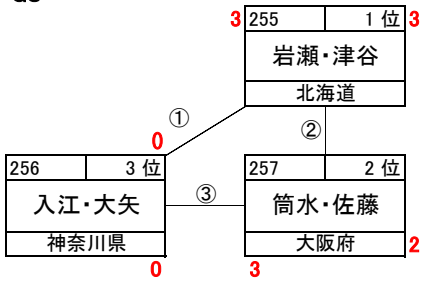 3 255 1位 3
岩瀬・津谷
北海道
①
②
0
256 3位
入江・大矢
神奈川県
0
③
257 2位
筒水・佐藤
大阪府
2
3